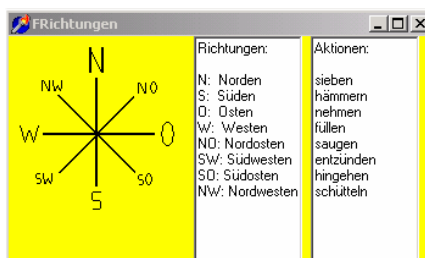 FRichtungen
N
NW
NO
W
O
SW
SO
S
Richtungen:
N: Norden
S: Süden
O: Osten
W: Westen
NO: Nordosten
SW: Südwesten
SO: Südosten
NW: Nordwesten
Aktionen:
sieben
hämmern
nehmen
füllen
saugen
entzünden
hingehen
schütteln